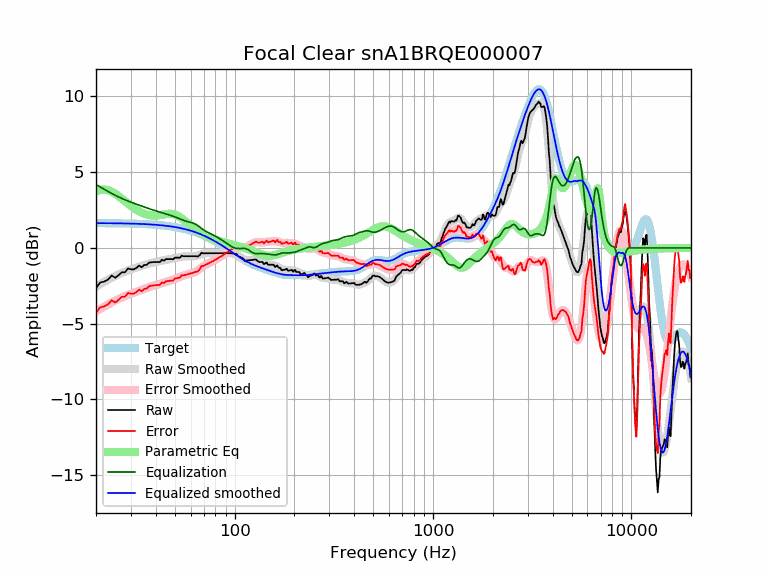 Focal Clear snA1BRQE000007
10
5
0
−5
−10
−15
Amplitude (dBr)
Target
Raw Smoothed
Error Smoothed
Raw
Error
Parametric Eq
Equalization
Equalized smoothed
100
1000
10000
Frequency (Hz)